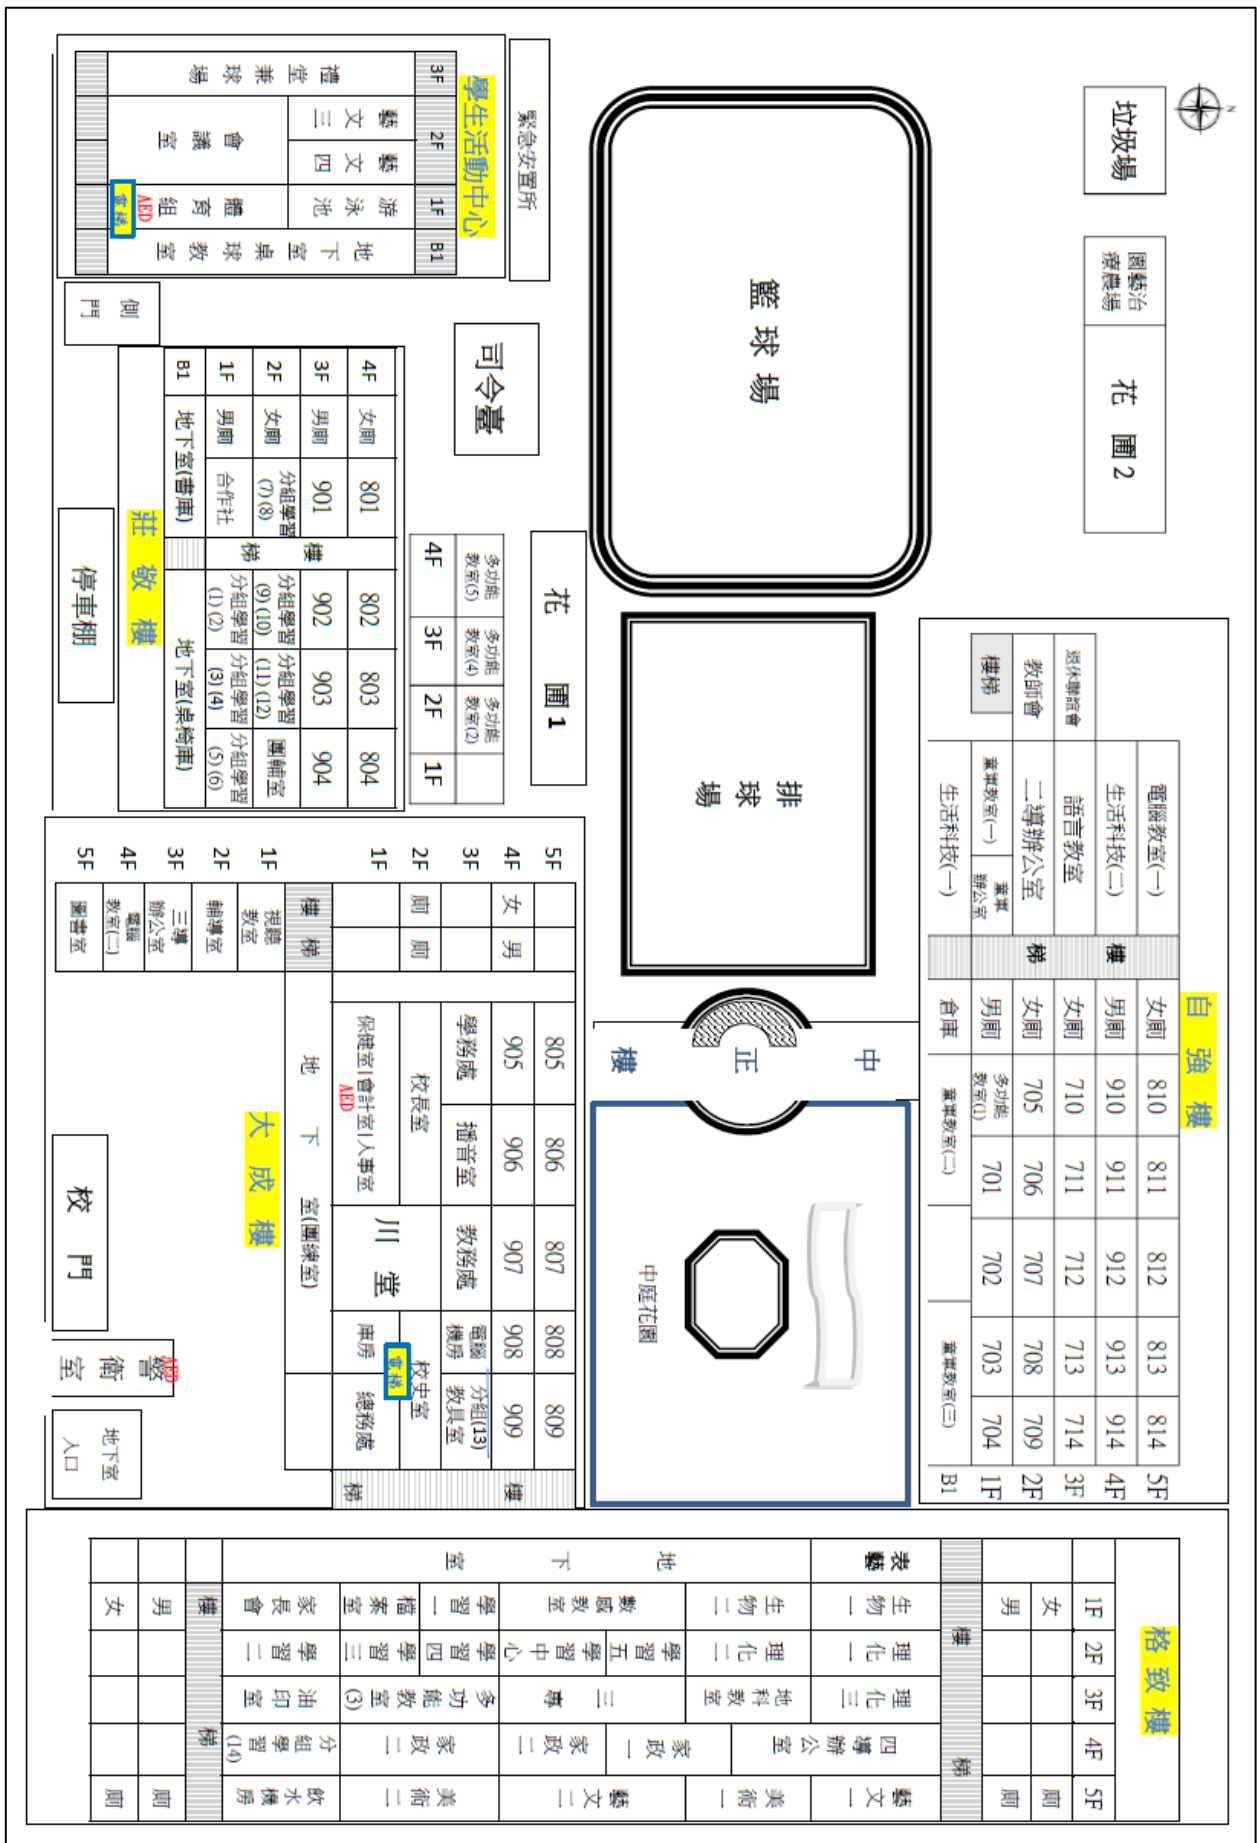 N
垃圾場
園藝治
療農場
花 圃 2
自 強 樓
電腦教室(一) 女廁 810 811 812 813 814 5F
生活科技(二) 樓 男廁 910 911 912 913 914 4F
退休聯誼會 語言教室 女廁 710 711 712 713 714 3F
教師會 二導辦公室 梯 女廁 705 706 707 708 709 2F
樓梯 童軍教室(一) 童軍辦公室 男廁 多功能教室(1) 701 702 703 704 1F
生活科技(一) 倉庫 童軍教室(二) 童軍教室(三) B1
籃 球 場
排 球 場
中 正 樓
中庭花園
緊急安置所
學生活動中心
3F 2F 1F B1
禮堂兼球場
藝文三
藝文四
會議室
游泳池
體育組
AED
電梯
地下室桌球教室
側門
司令臺
花 圃 1
多功能教室(5) 多功能教室(4) 多功能教室(2)
4F 3F 2F 1F
4F 女廁 801 802 803 804
3F 男廁 901 樓 902 903 904
2F 女廁 分組學習(7)(8) 分組學習(9)(10) 分組學習(11)(12) 團輔室
1F 男廁 合作社 梯 分組學習(1)(2) 分組學習(3)(4) 分組學習(5)(6)
B1 地下室(書庫) 地下室(桌椅庫)
莊 敬 樓
停車棚
5F 805 806 807 808 809
4F 女 男 905 906 907 908 909
3F 學務處 播音室 教務處 電腦機房 分組(13)教具室
2F 廁 廁 校長室 校史室
電梯
1F 保健室|會計室|人事室 川 堂 庫房 總務處
AED
樓 梯
樓 梯
地 下 室(團練室)
1F 視聽教室
2F 輔導室
3F 三導辦公室
4F 電腦教室(二)
5F 圖書室
大 成 樓
校 門
警衛室
AED
地下室
入口
格 致 樓
1F 2F 3F 4F 5F
女 廁
男 廁
樓 梯
表藝
地下室
生物一 理化一 理化三 四導辦公室 藝文一
生物二 理化二 地科教室 家政一 美術一
數感教室 學習五 學習中心 三專 家政二 藝文二
學習一 學習四 多功能教室(3) 家政二 美術二
檔案室 學習三
家長會 學習二 油印室 分組學習(14) 飲水機房
樓 梯
男 廁
女 廁